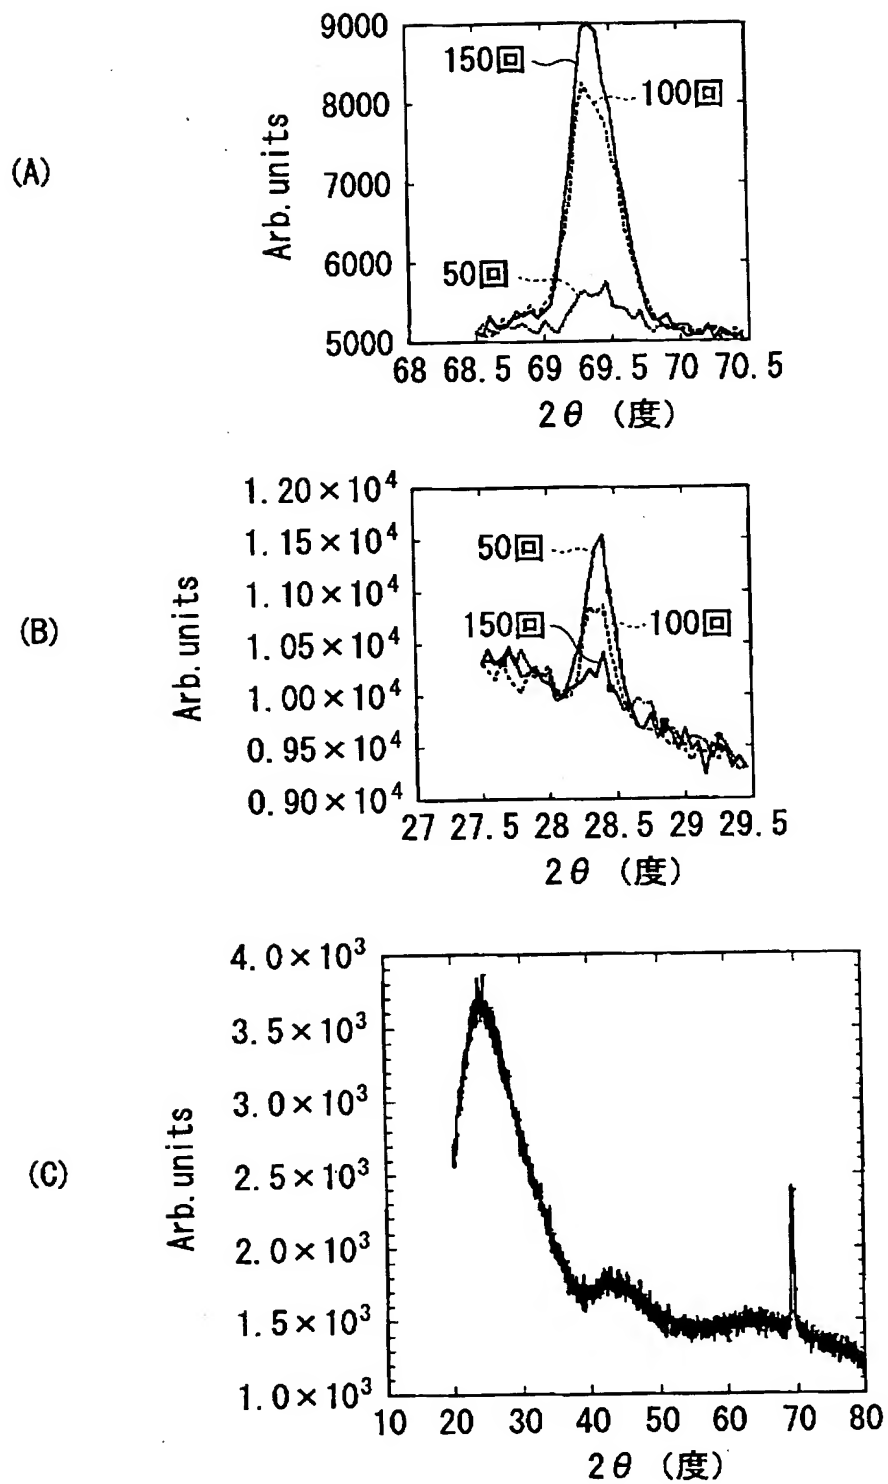 (A)
Arb. units
9000
8000
7000
6000
5000
150回
100回
50回
68 68.5 69 69.5 70 70.5
2θ (度)
(B)
Arb. units
1.20×10⁴
1.15×10⁴
1.10×10⁴
1.05×10⁴
1.00×10⁴
0.95×10⁴
0.90×10⁴
50回
150回
100回
27 27.5 28 28.5 29 29.5
2θ (度)
(C)
Arb. units
4.0×10³
3.5×10³
3.0×10³
2.5×10³
2.0×10³
1.5×10³
1.0×10³
10 20 30 40 50 60 70 80
2θ (度)